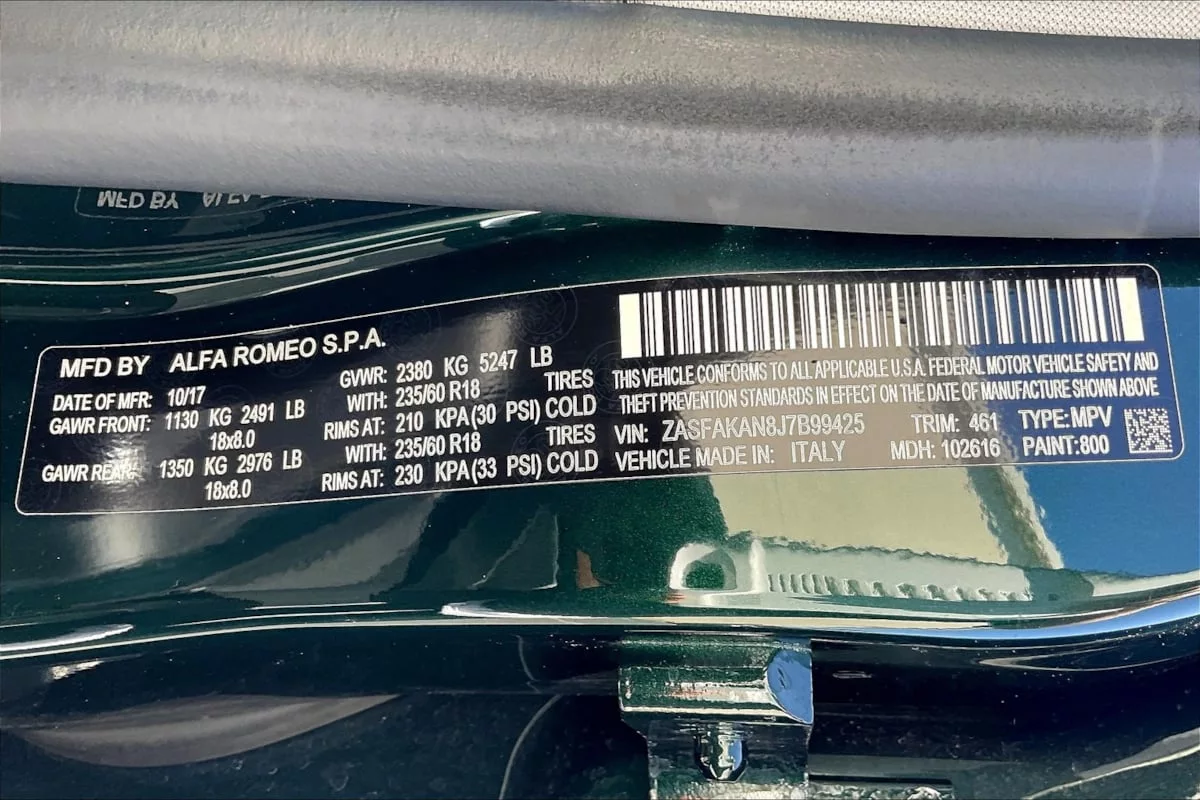 MFD BY ALFA ROMEO S.P.A.
DATE OF MFR: 10/17 GVWR: 2380 KG 5247 LB
GAWR FRONT: 1130 KG 2491 LB WITH: 235/60 R18 TIRES
18x8.0 RIMS AT: 210 KPA(30 PSI) COLD
GAWR REAR: 1350 KG 2976 LB WITH: 235/60 R18 TIRES
18x8.0 RIMS AT: 230 KPA(33 PSI) COLD
THIS VEHICLE CONFORMS TO ALL APPLICABLE U.S.A. FEDERAL MOTOR VEHICLE SAFETY AND
THEFT PREVENTION STANDARDS IN EFFECT ON THE DATE OF MANUFACTURE SHOWN ABOVE
VIN: ZASFAKAN8J7B99425 TRIM: 461 TYPE: MPV
VEHICLE MADE IN: ITALY MDH: 102616 PAINT: 800